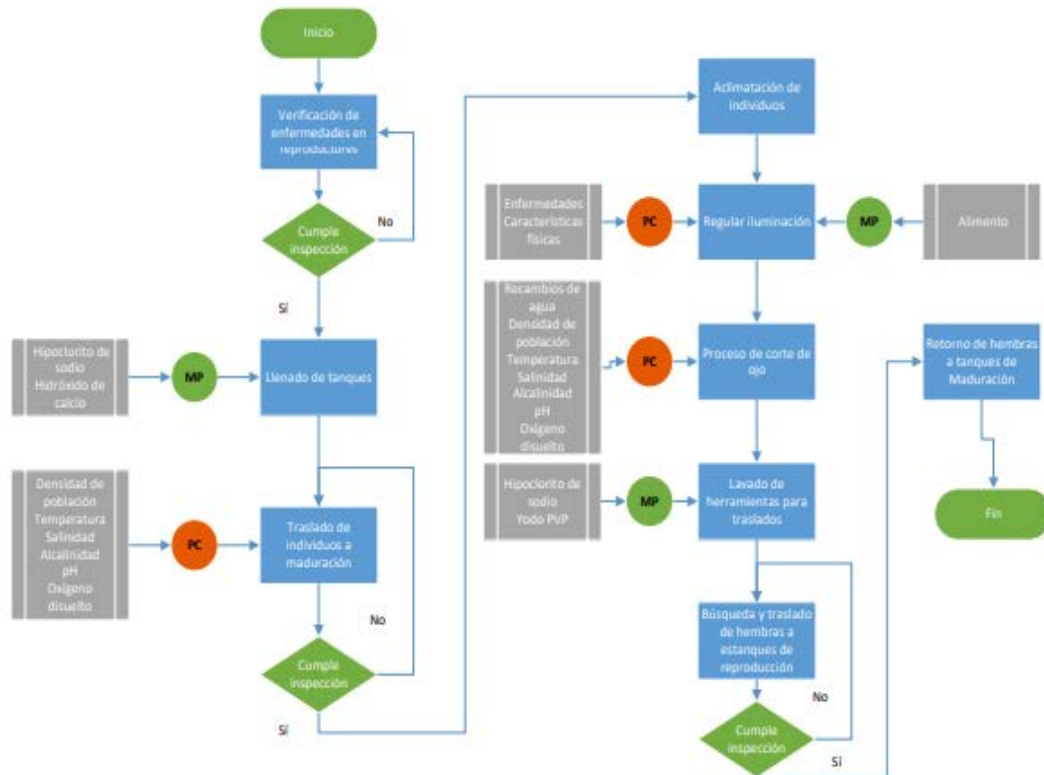 Inicio
Verificación de
enfermedades en
reproductores
Cumple
inspección
No
Sí
Hipoclorito de
sodio
Hidróxido de
calcio
MP
Llenado de tanques
Densidad de
población
Temperatura
Salinidad
Alcalinidad
pH
Oxígeno
disuelto
PC
Traslado de
individuos a
maduración
No
Cumple
inspección
Sí
Aclimatación de
individuos
Enfermedades
Características
físicas
PC
Regular iluminación
MP
Alimento
Recambios de
agua
Densidad de
población
Temperatura
Salinidad
Alcalinidad
pH
Oxígeno
disuelto
PC
Proceso de corte de
ojo
Hipoclorito de
sodio
Yodo PVP
MP
Lavado de
herramientas para
traslados
Búsqueda y traslado
de hembras a
estanques de
reproducción
No
Cumple
inspección
Sí
Retorno de hembras
a tanques de
Maduración
Fin